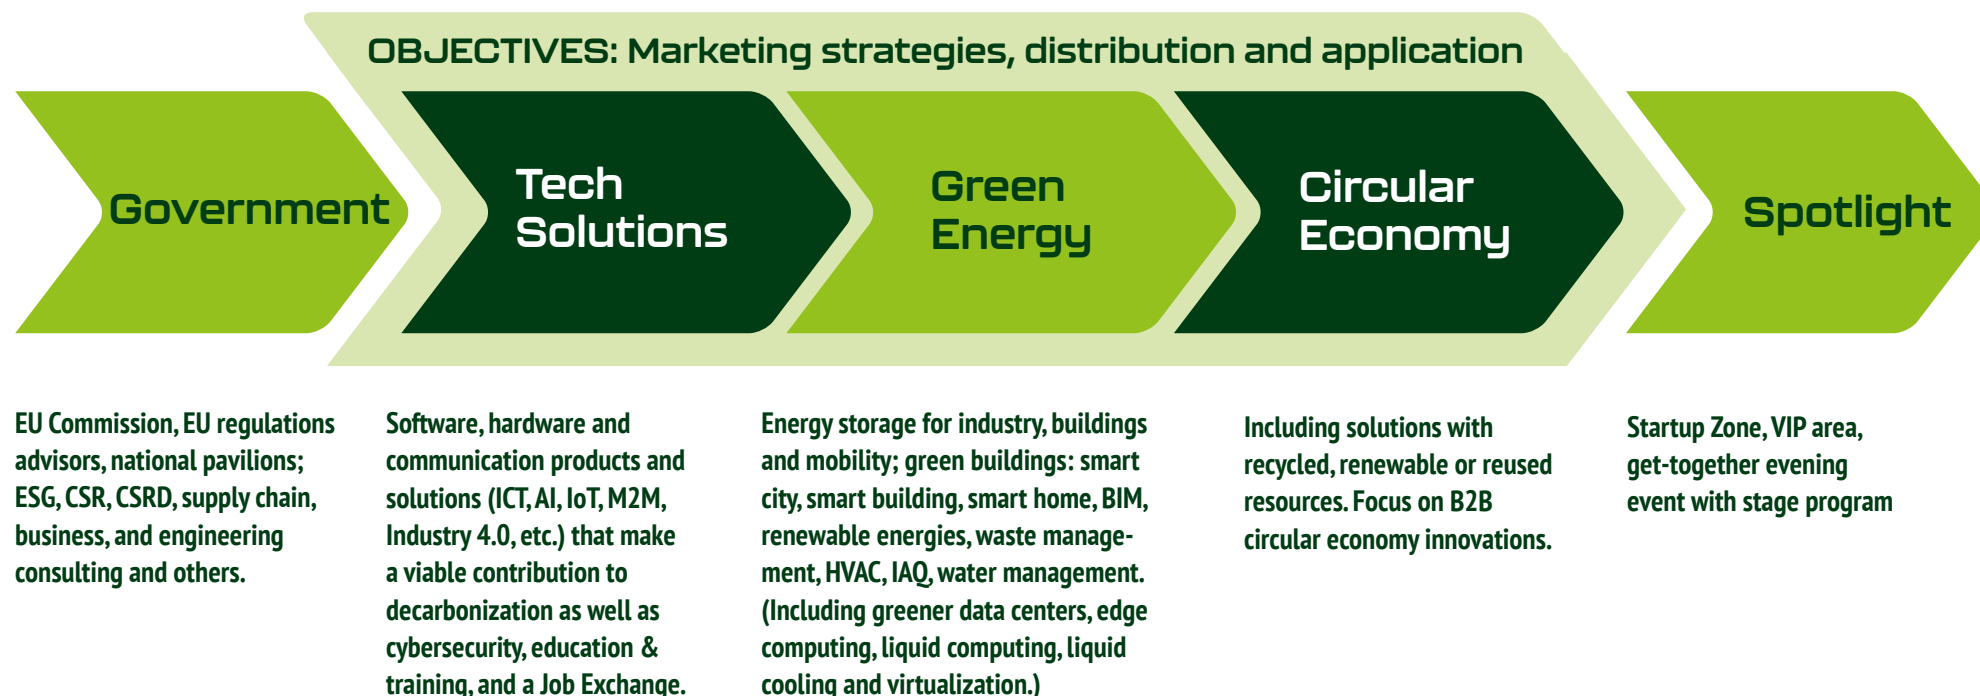 OBJECTIVES: Marketing strategies, distribution and application
Government
Tech
Solutions
Green
Energy
Circular
Economy
Spotlight
EU Commission, EU regulations
advisors, national pavilions;
ESG, CSR, CSRD, supply chain,
business, and engineering
consulting and others.
Software, hardware and
communication products and
solutions (ICT, AI, IoT, M2M,
Industry 4.0, etc.) that make
a viable contribution to
decarbonization as well as
cybersecurity, education &
training, and a Job Exchange.
Energy storage for industry, buildings
and mobility; green buildings: smart
city, smart building, smart home, BIM,
renewable energies, waste manage-
ment, HVAC, IAQ, water management.
(Including greener data centers, edge
computing, liquid computing, liquid
cooling and virtualization.)
Including solutions with
recycled, renewable or reused
resources. Focus on B2B
circular economy innovations.
Startup Zone, VIP area,
get-together evening
event with stage program